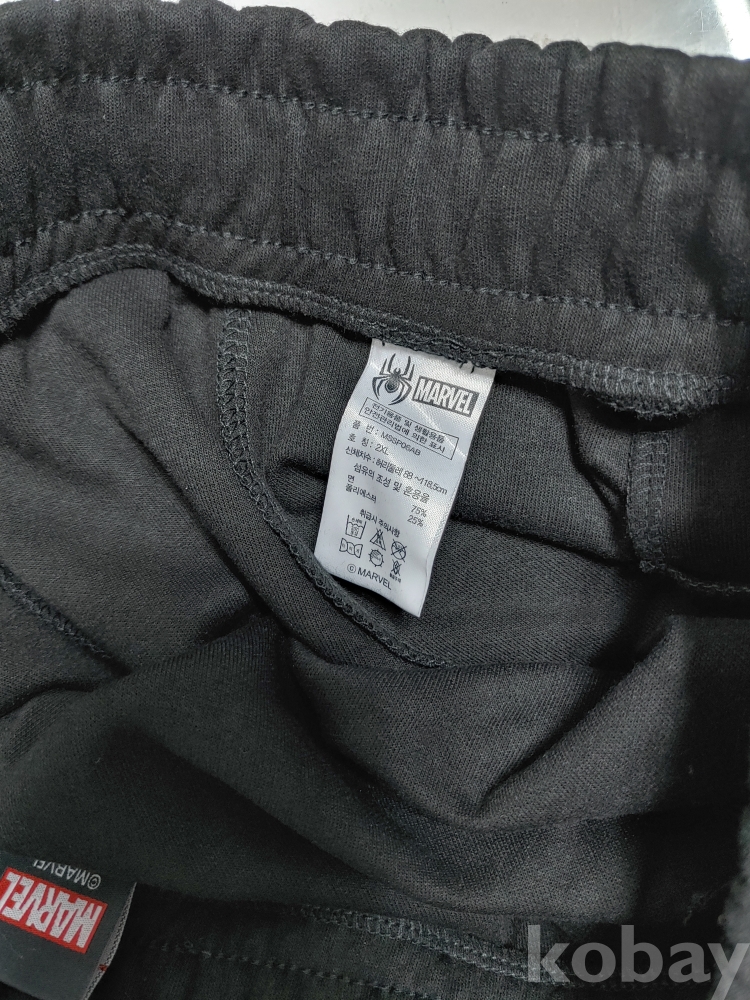 MARVEL
전기용품 및 생활용품
안전관리법에 의한 표시
품 번 : M9SP06AB
호 칭 : 2XL
신체치수 : 허리둘레 88 ~118.5cm
섬유의 조성 및 혼용율
면 75%
폴리에스터 25%
취급시 주의사항
© MARVEL
©MARVEL
MARVEL
kobay